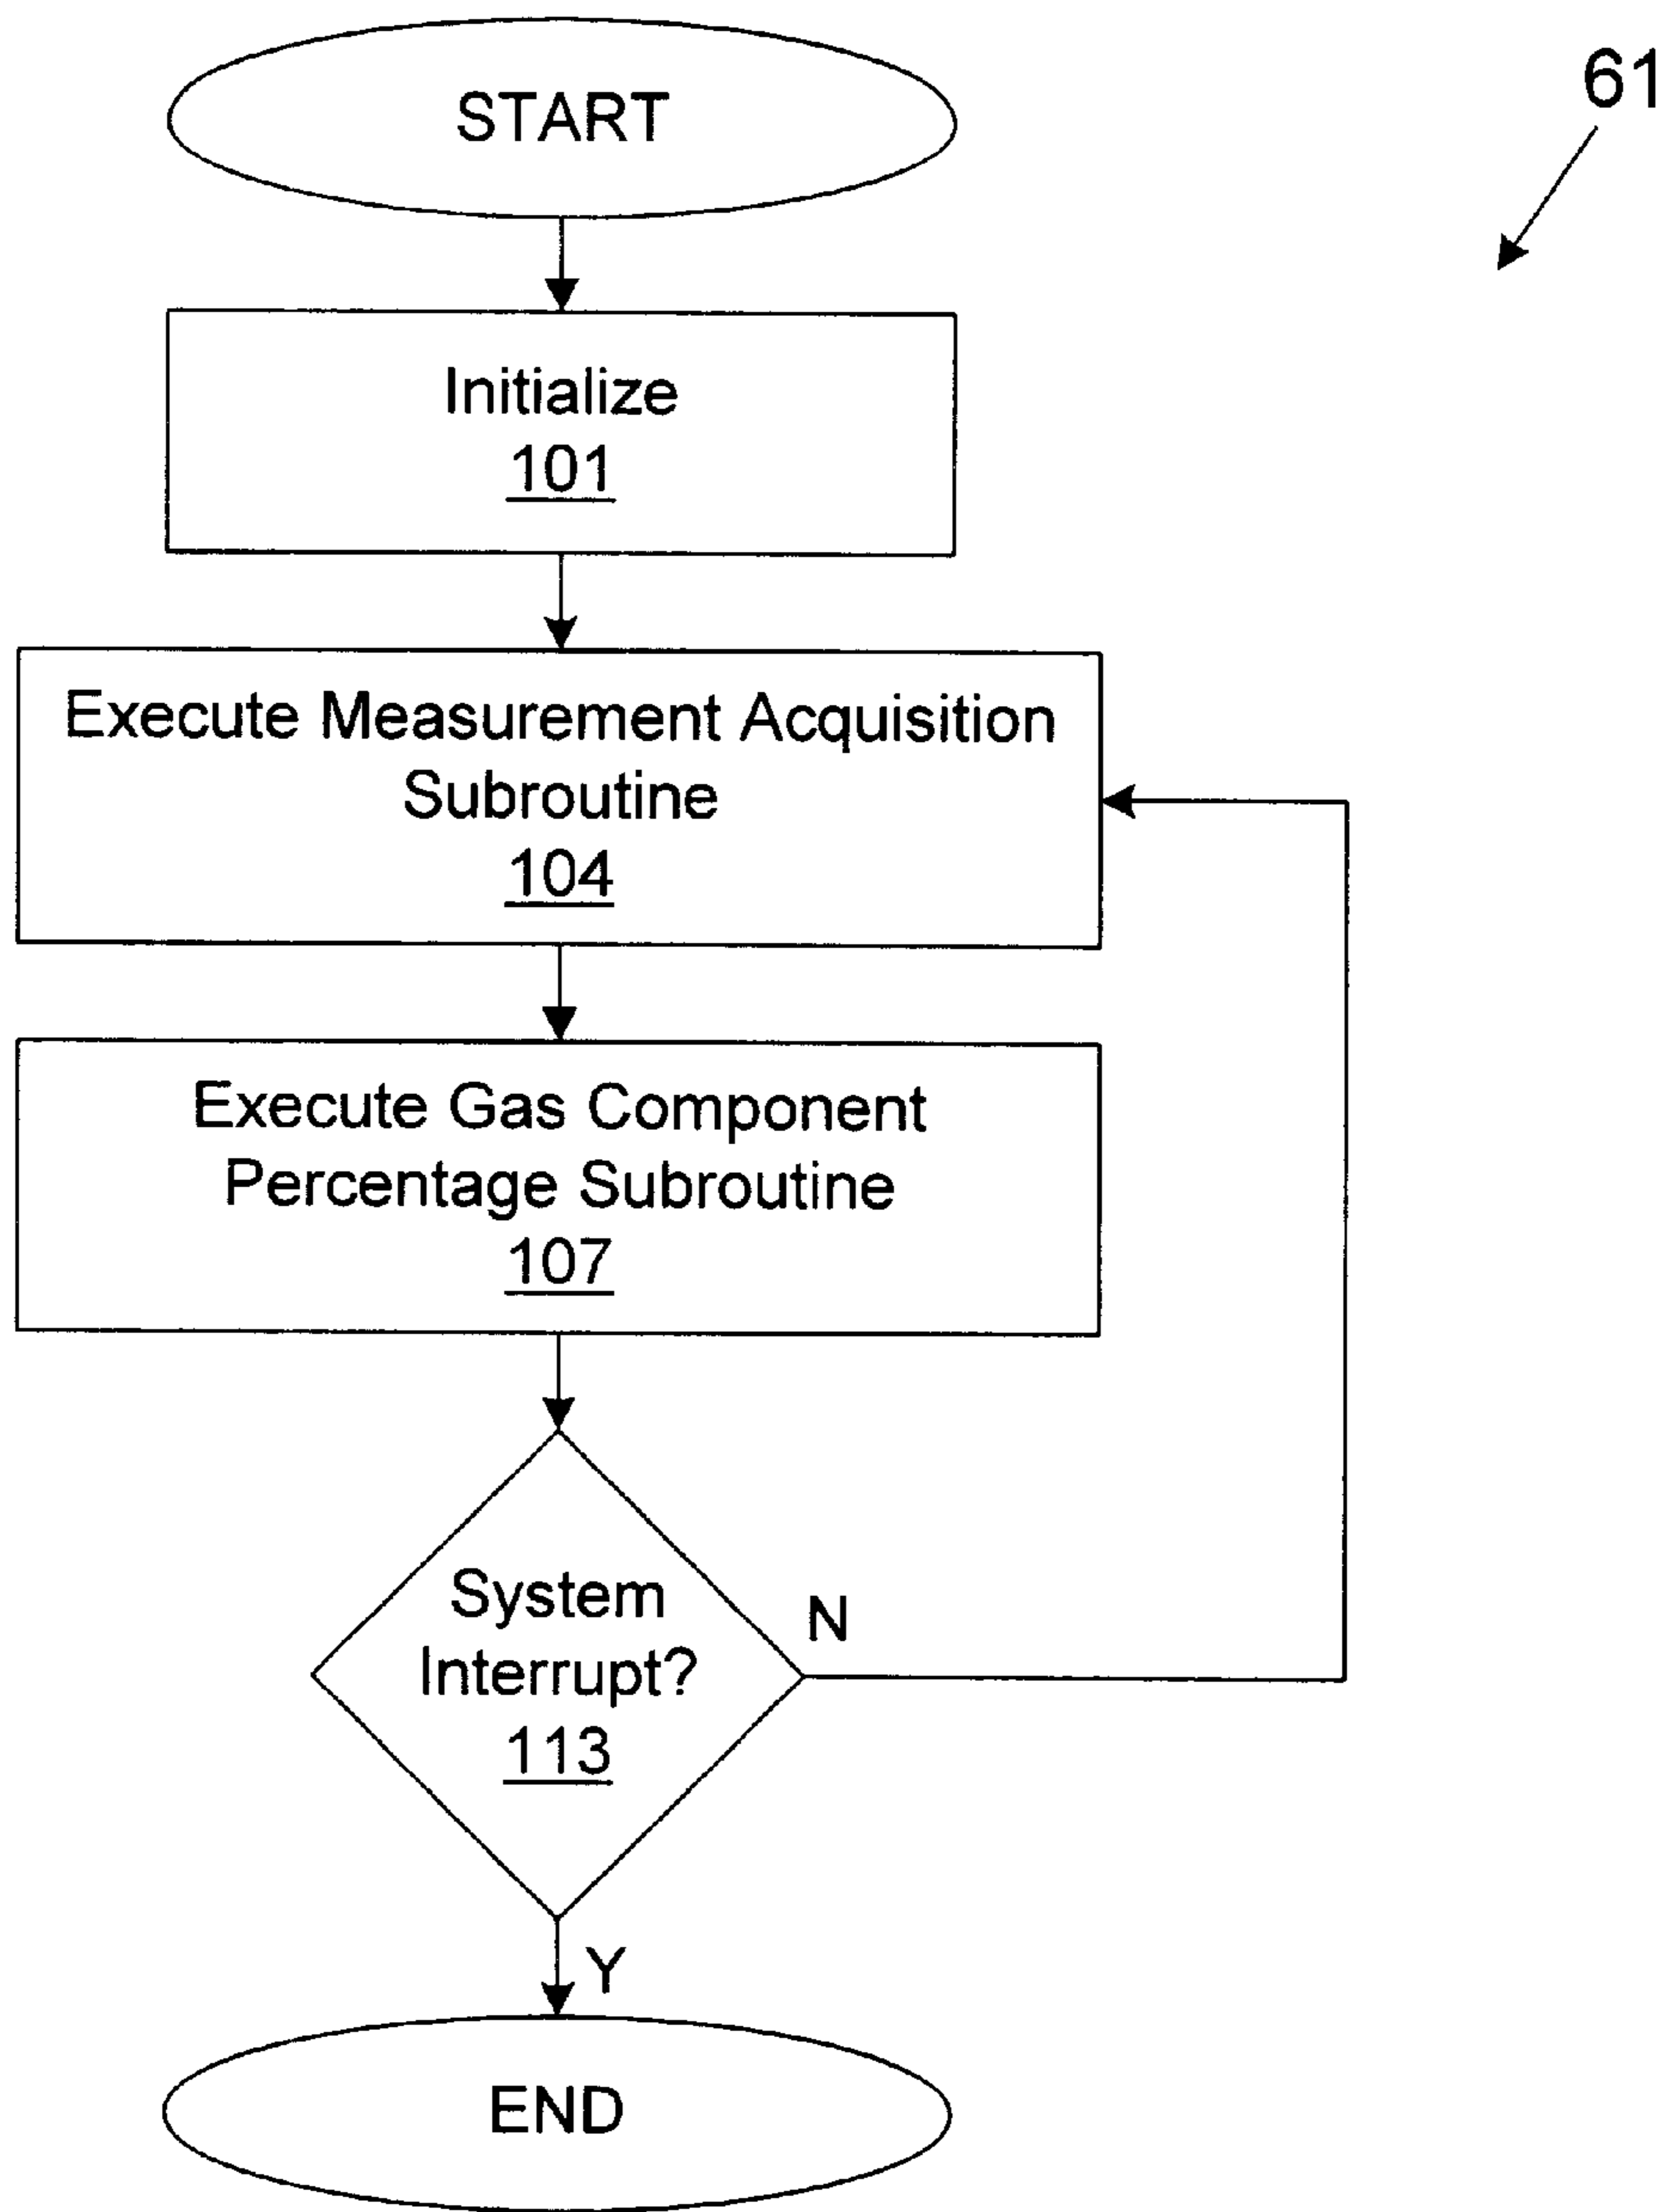 START
61
Initialize
101
Execute Measurement Acquisition
Subroutine
104
Execute Gas Component
Percentage Subroutine
107
System
Interrupt?
113
N
Y
END